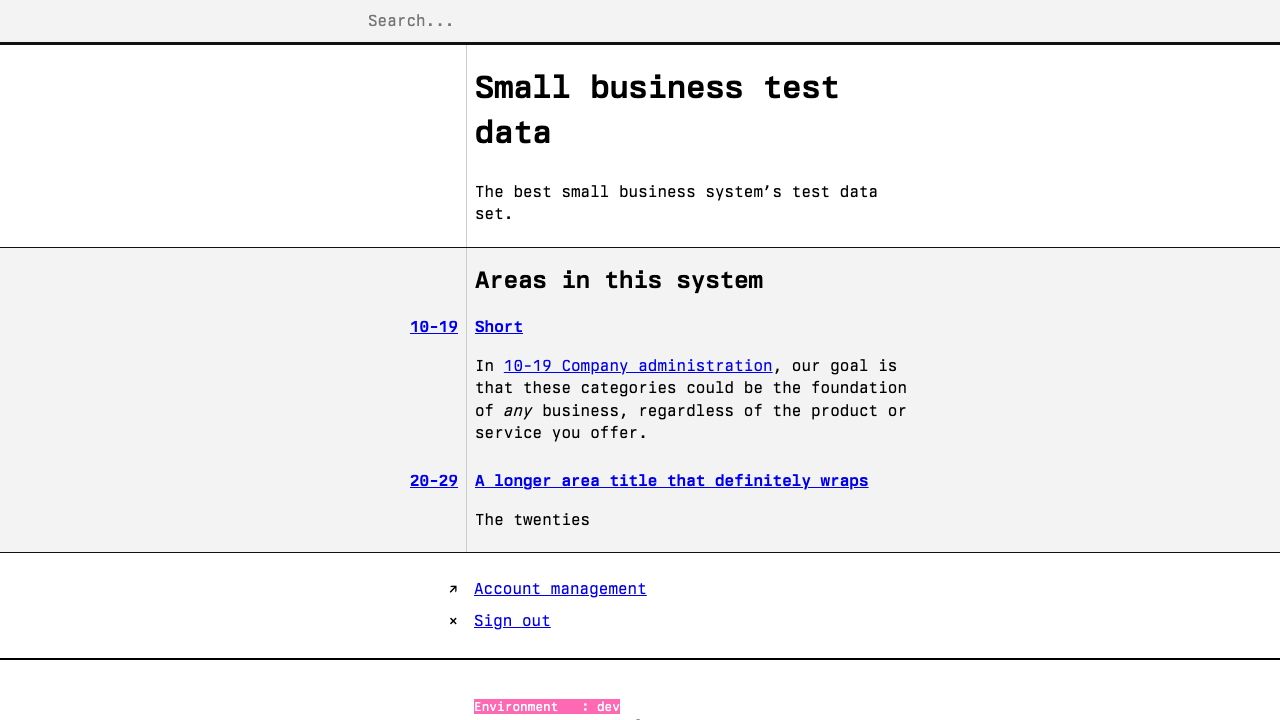 Search...
Small business test
data
The best small business system’s test data
set.
Areas in this system
10-19 Short
In 10-19 Company administration, our goal is
that these categories could be the foundation
of any business, regardless of the product or
service you offer.
20-29 A longer area title that definitely wraps
The twenties
↗ Account management
× Sign out
Environment : dev